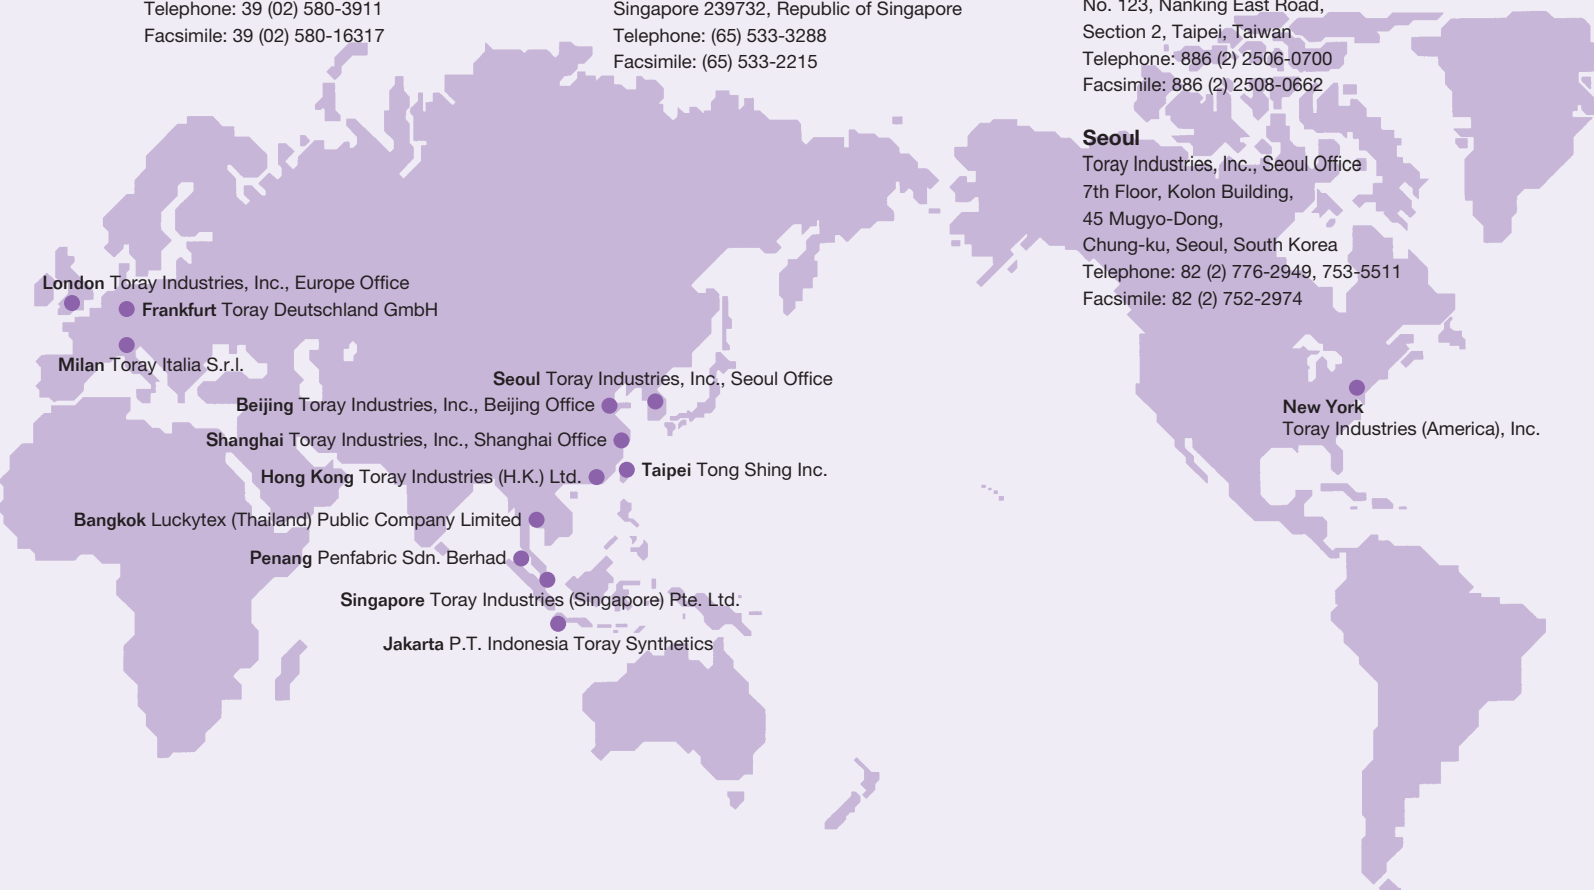 Telephone: 39 (02) 580-3911
Facsimile: 39 (02) 580-16317
Singapore 239732, Republic of Singapore
Telephone: (65) 533-3288
Facsimile: (65) 533-2215
No. 123, Nanking East Road,
Section 2, Taipei, Taiwan
Telephone: 886 (2) 2506-0700
Facsimile: 886 (2) 2508-0662
Seoul
Toray Industries, Inc., Seoul Office
7th Floor, Kolon Building,
45 Mugyo-Dong,
Chung-ku, Seoul, South Korea
Telephone: 82 (2) 776-2949, 753-5511
Facsimile: 82 (2) 752-2974
London Toray Industries, Inc., Europe Office
Frankfurt Toray Deutschland GmbH
Milan Toray Italia S.r.l.
Seoul Toray Industries, Inc., Seoul Office
Beijing Toray Industries, Inc., Beijing Office
Shanghai Toray Industries, Inc., Shanghai Office
Hong Kong Toray Industries (H.K.) Ltd.
Taipei Tong Shing Inc.
Bangkok Luckytex (Thailand) Public Company Limited
Penang Penfabric Sdn. Berhad
Singapore Toray Industries (Singapore) Pte. Ltd.
Jakarta P.T. Indonesia Toray Synthetics
New York
Toray Industries (America), Inc.